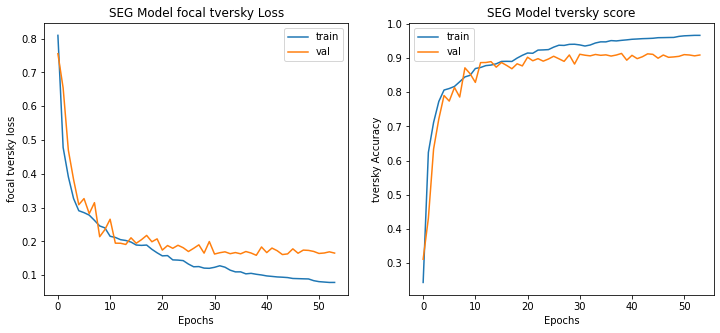 SEG Model focal tversky Loss
train
val
0.8
0.7
0.6
0.5
0.4
0.3
0.2
0.1
focal tversky loss
0
10
20
30
40
50
Epochs
SEG Model tversky score
train
val
1.0
0.9
0.8
0.7
0.6
0.5
0.4
0.3
tversky Accuracy
0
10
20
30
40
50
Epochs